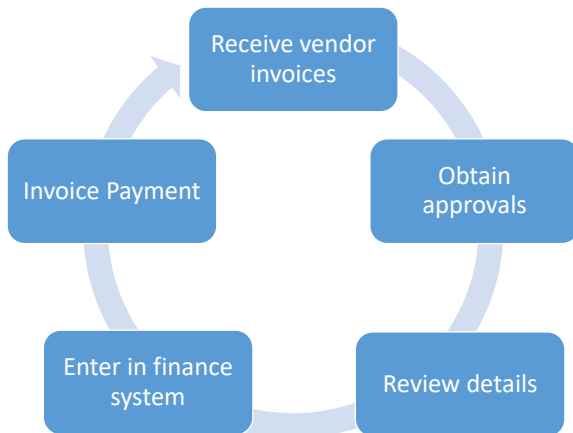 Receive vendor
invoices
Obtain
approvals
Review details
Enter in finance
system
Invoice Payment